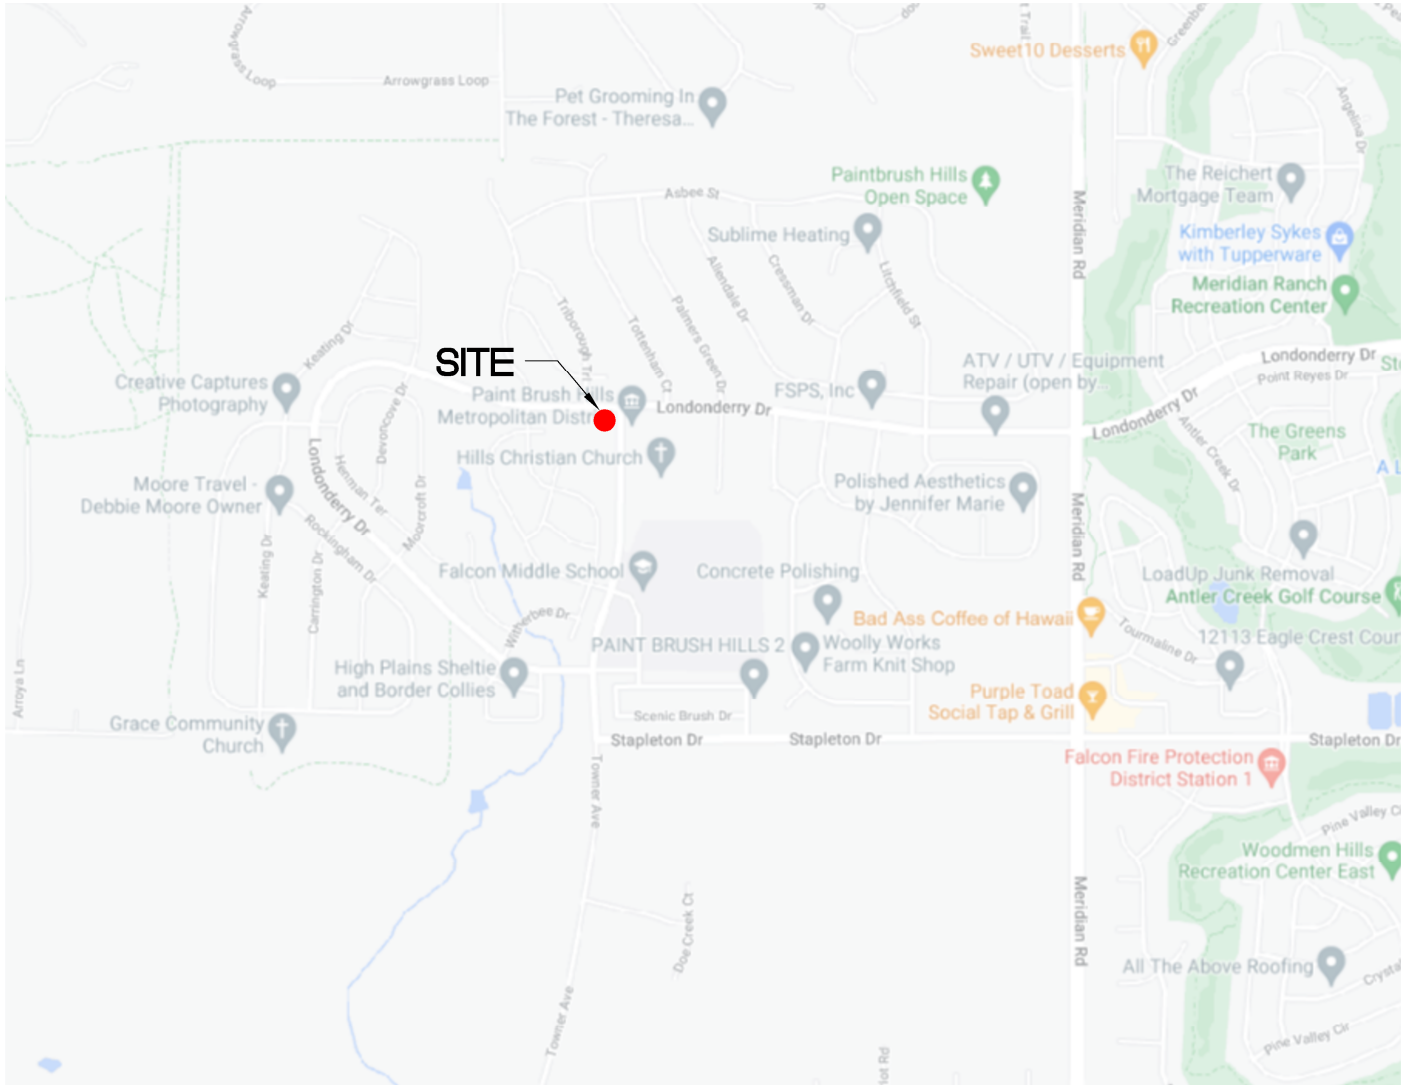 Sweet10 Desserts
Arrowgrass Loop
Arrowgrass Loop
Pet Grooming In
The Forest - Theresa...
Angelina Dr
Paintbrush Hills
Open Space
The Reichert
Mortgage Team
Asbee St
Meridian Rd
Sublime Heating
Kimberley Sykes
with Tupperware
Allendale Dr
Cressman Dr
Litchfield St
Meridian Ranch
Recreation Center
Triborough Trl
Tottenham Ct
Palmers Green Dr
Keating Dr
SITE
Londonderry Dr
Point Reyes Dr
ATV / UTV / Equipment
Repair (open by...
Creative Captures
Photography
Paint Brush Hills
Metropolitan Distr
FSPS, Inc
Londonderry Dr
Londonderry Dr
Devoncove Dr
Antler Creek Dr
The Greens
Park
Hills Christian Church
A L
Moore Travel -
Debbie Moore Owner
Londonderry Dr
Herman Ter
Moorcroft Dr
Polished Aesthetics
by Jennifer Marie
Meridian Rd
Rockingham Dr
Keating Dr
Carrington Dr
Falcon Middle School
Concrete Polishing
LoadUp Junk Removal
Antler Creek Golf Course
Witherbee Dr
Bad Ass Coffee of Hawaii
Tourmaline Dr
12113 Eagle Crest Cour
PAINT BRUSH HILLS 2
Woolly Works
Farm Knit Shop
High Plains Sheltie
and Border Collies
Arroya Ln
Purple Toad
Social Tap & Grill
Grace Community
Church
Scenic Brush Dr
Stapleton Dr
Stapleton Dr
Stapleton Dr
Towner Ave
Falcon Fire Protection
District Station 1
Pine Valley C
Woodmen Hills
Recreation Center East
Doe Creek Ct
Meridian Rd
All The Above Roofing
Crysta
Towner Ave
Pine Valley Cir